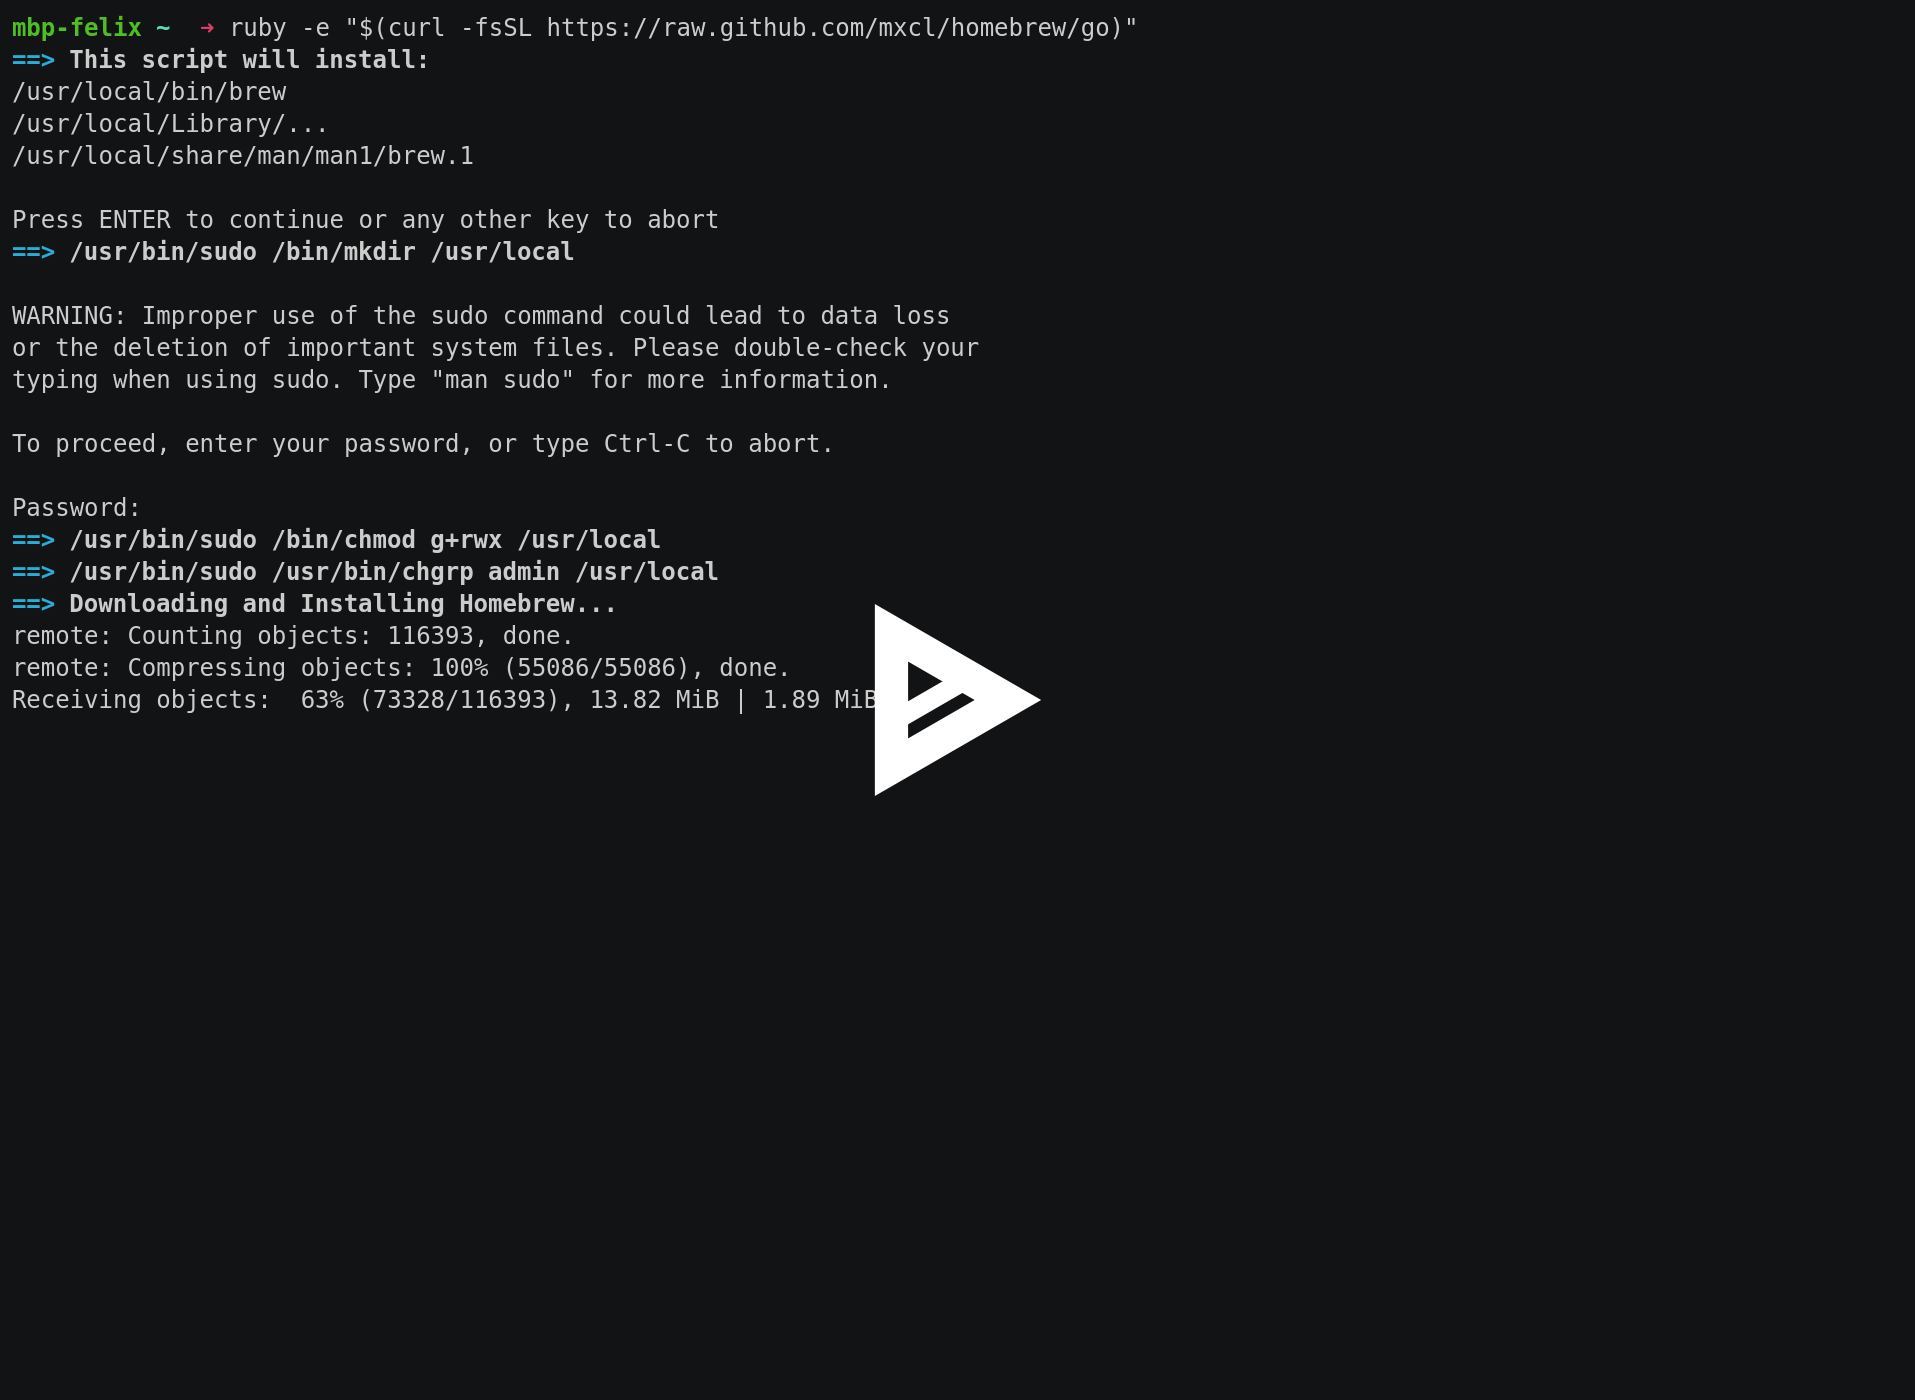 mbp-felix ~  ➜ ruby -e "$(curl -fsSL https://raw.github.com/mxcl/homebrew/go)"
==> This script will install:
/usr/local/bin/brew
/usr/local/Library/...
/usr/local/share/man/man1/brew.1
Press ENTER to continue or any other key to abort
==> /usr/bin/sudo /bin/mkdir /usr/local
WARNING: Improper use of the sudo command could lead to data loss
or the deletion of important system files. Please double-check your
typing when using sudo. Type "man sudo" for more information.
To proceed, enter your password, or type Ctrl-C to abort.
Password:
==> /usr/bin/sudo /bin/chmod g+rwx /usr/local
==> /usr/bin/sudo /usr/bin/chgrp admin /usr/local
==> Downloading and Installing Homebrew...
remote: Counting objects: 116393, done.
remote: Compressing objects: 100% (55086/55086), done.
Receiving objects:  63% (73328/116393), 13.82 MiB | 1.89 MiB